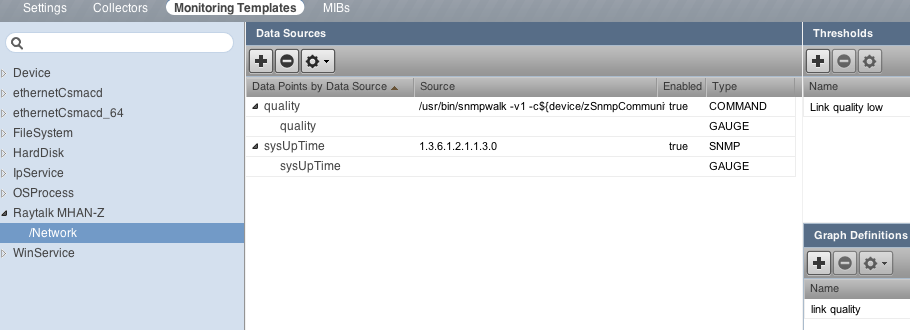 Settings Collectors Monitoring Templates MIBs
Device
ethernetCsmacd
ethernetCsmacd_64
FileSystem
HardDisk
IpService
OSProcess
Raytalk MHAN-Z
/Network
WinService
Data Sources
Data Points by Data Source Source Enabled Type
quality /usr/bin/snmpwalk -v1 -c${device/zSnmpCommuni true COMMAND
quality GAUGE
sysUpTime 1.3.6.1.2.1.1.3.0 true SNMP
sysUpTime GAUGE
Thresholds
Name
Link quality low
Graph Definitions
Name
link quality